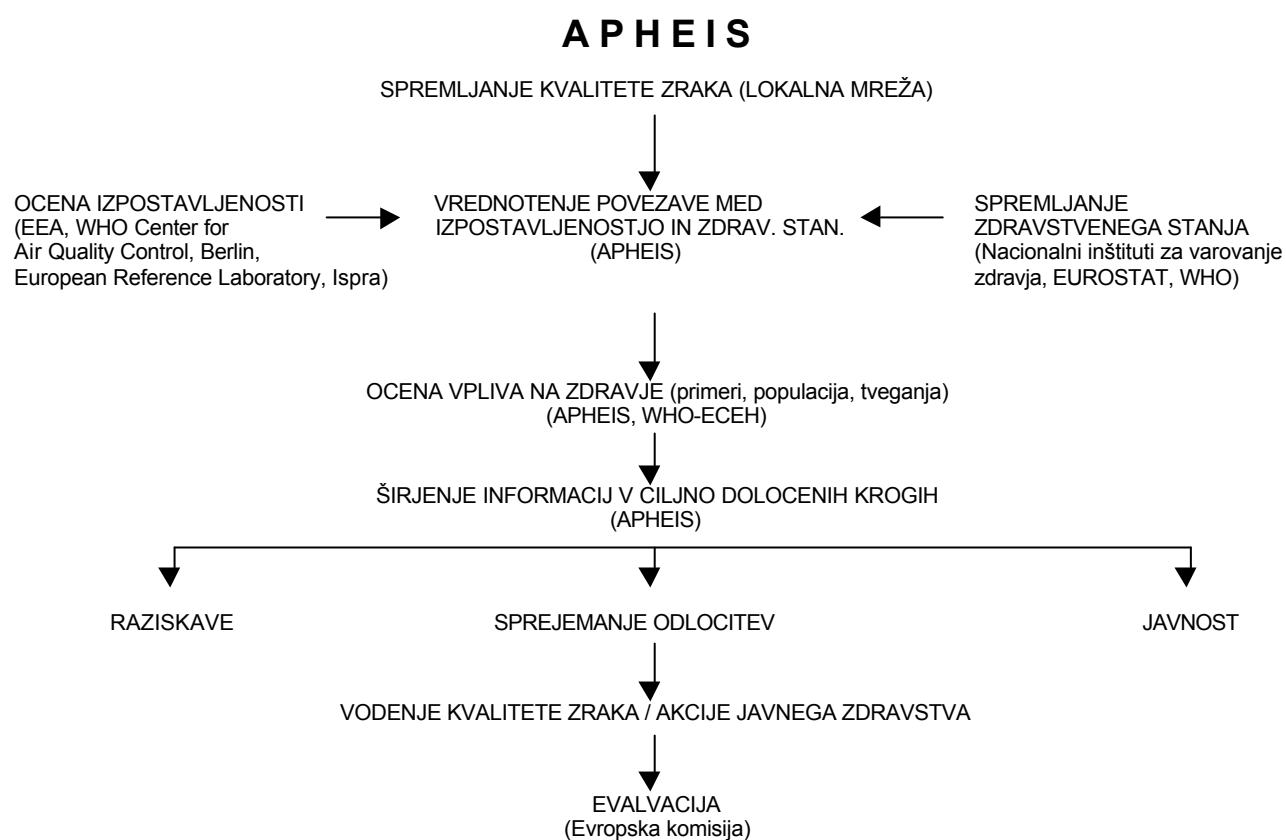 A P H E I S
SPREMLJANJE KVALITETE ZRAKA (LOKALNA MREŽA)
OCENA IZPOSTAVLJENOSTI
(EEA, WHO Center for
Air Quality Control, Berlin,
European Reference Laboratory, Ispra)
VREDNOTENJE POVEZAVE MED
IZPOSTAVLJENOSTJO IN ZDRAV. STAN.
(APHEIS)
SPREMLJANJE
ZDRAVSTVENEGA STANJA
(Nacionalni inštituti za varovanje
zdravja, EUROSTAT, WHO)
OCENA VPLIVA NA ZDRAVJE (primeri, populacija, tveganja)
(APHEIS, WHO-ECEH)
ŠIRJENJE INFORMACIJ V CILJNO DOLOCENIH KROGIH
(APHEIS)
RAZISKAVE
SPREJEMANJE ODLOCITEV
JAVNOST
VODENJE KVALITETE ZRAKA / AKCIJE JAVNEGA ZDRAVSTVA
EVALVACIJA
(Evropska komisija)